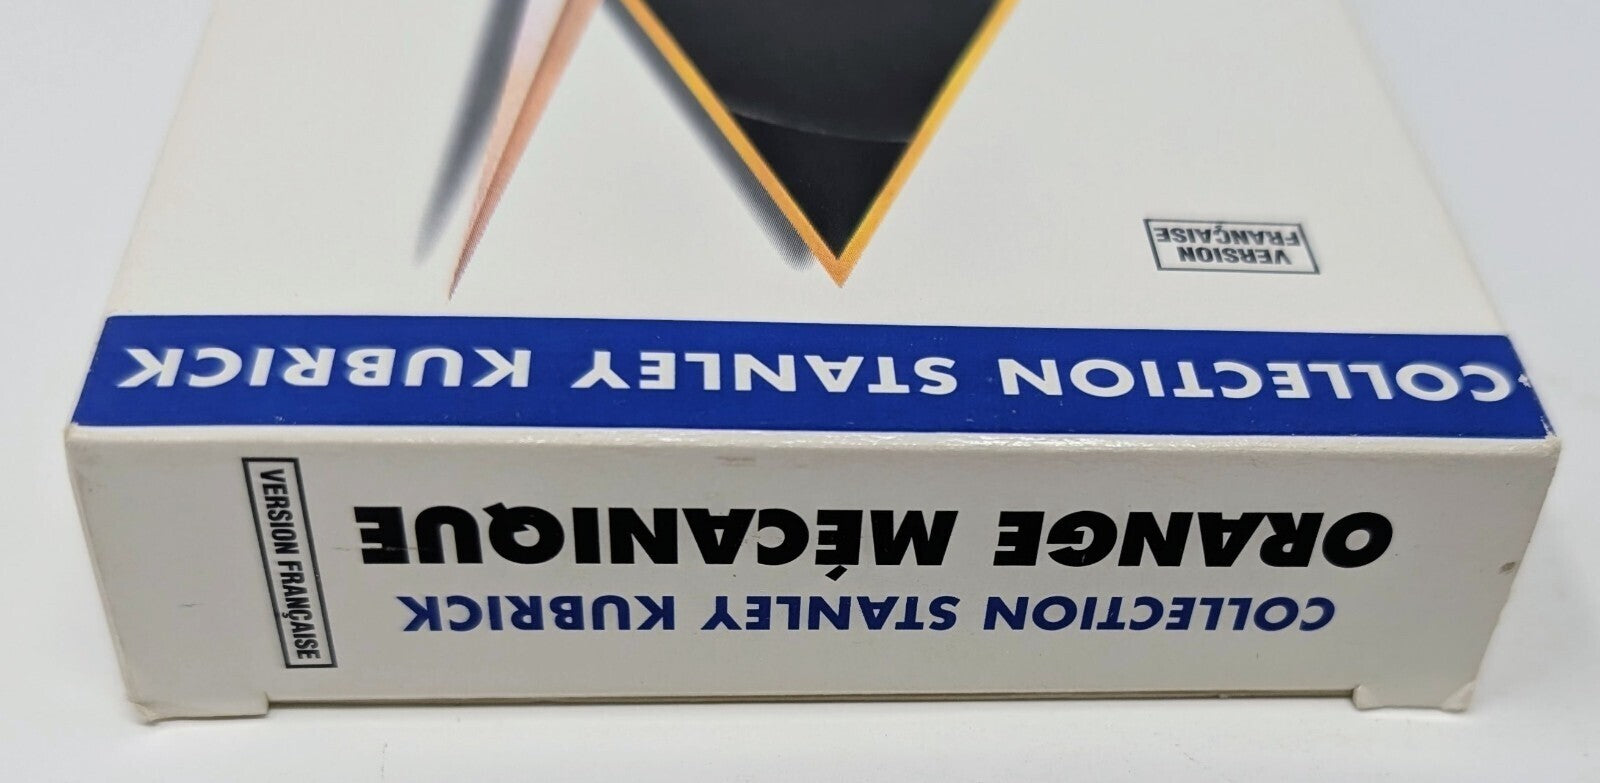 VERSION
FRANÇAISE
COLLECTION STANLEY KUBRICK
ORANGE MÉCANIQUE
COLLECTION STANLEY KUBRICK
VERSION FRANÇAISE